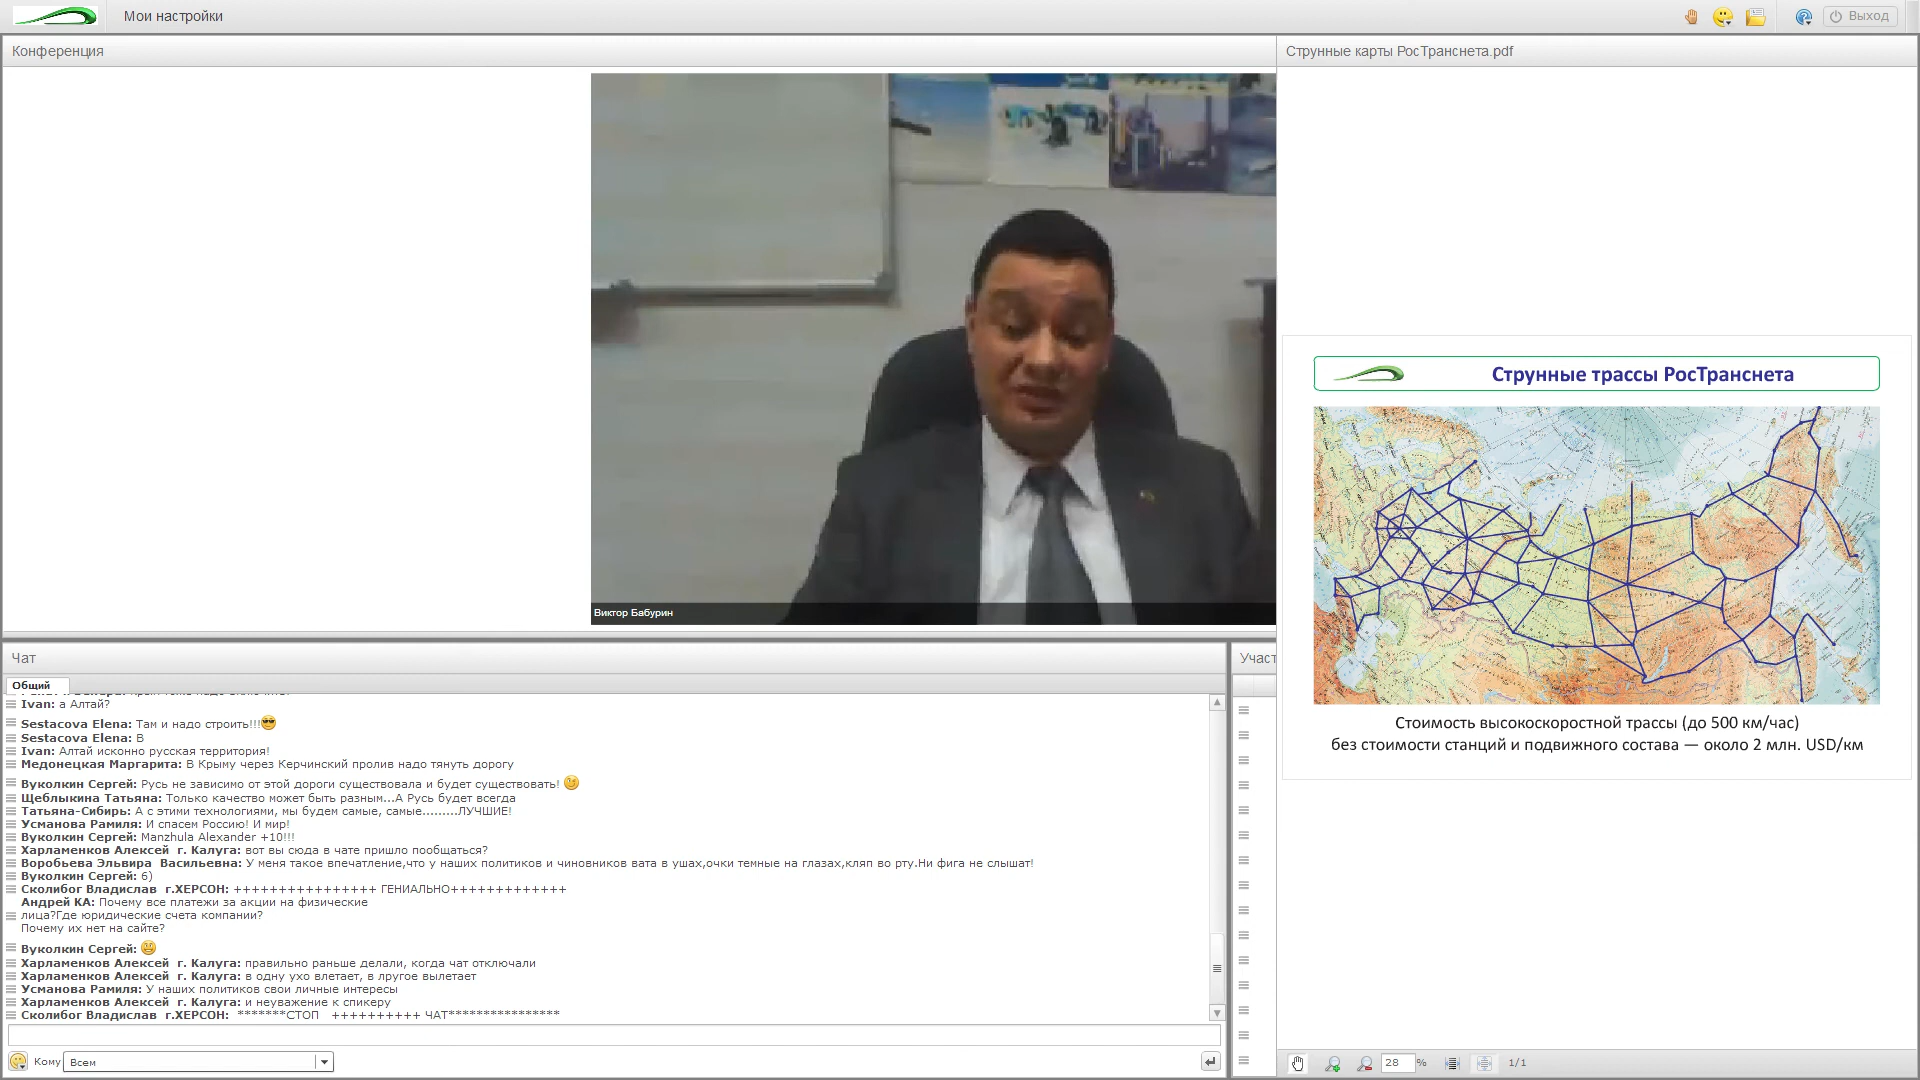 Мои настройки
Выход
Конференция
Струнные карты РосТранснета.pdf
Виктор Бабурин
Струнные трассы РосТранснета
Стоимость высокоскоростной трассы (до 500 км/час)
без стоимости станций и подвижного состава — около 2 млн. USD/км
Чат
Участ
Общий
Ivan: а Алтай?
Sestacova Elena: Там и надо строить!!!
Sestacova Elena: В
Ivan: Алтай исконно русская территория!
Медонецкая Маргарита: В Крыму через Керчинский пролив надо тянуть дорогу
Вуколкин Сергей: Русь не зависимо от этой дороги существовала и будет существовать!
Щеблыкина Татьяна: Только качество может быть разным...А Русь будет всегда
Татьяна-Сибирь: А с этими технологиями, мы будем самые, самые.........ЛУЧШИЕ!
Усманова Рамиля: И спасем Россию! И мир!
Вуколкин Сергей: Manzhula Alexander +10!!!
Харламенков Алексей г. Калуга: вот вы сюда в чате пришло пообщаться?
Воробьева Эльвира Васильевна: У меня такое впечатление,что у наших политиков и чиновников вата в ушах,очки темные на глазах,кляп во рту.Ни фига не слышат!
Вуколкин Сергей: 6)
Сколибог Владислав г.ХЕРСОН: ++++++++++++++++ ГЕНИАЛЬНО+++++++++++++
Андрей КА: Почему все платежи за акции на физические
лица?Где юридические счета компании?
Почему их нет на сайте?
Вуколкин Сергей:
Харламенков Алексей г. Калуга: правильно раньше делали, когда чат отключали
Харламенков Алексей г. Калуга: в одну ухо влетает, в лругое вылетает
Усманова Рамиля: У наших политиков свои личные интересы
Харламенков Алексей г. Калуга: и неуважение к спикеру
Сколибог Владислав г.ХЕРСОН: *******СТОП ++++++++++ ЧАТ***************
Кому
Всем
28
%
1/1